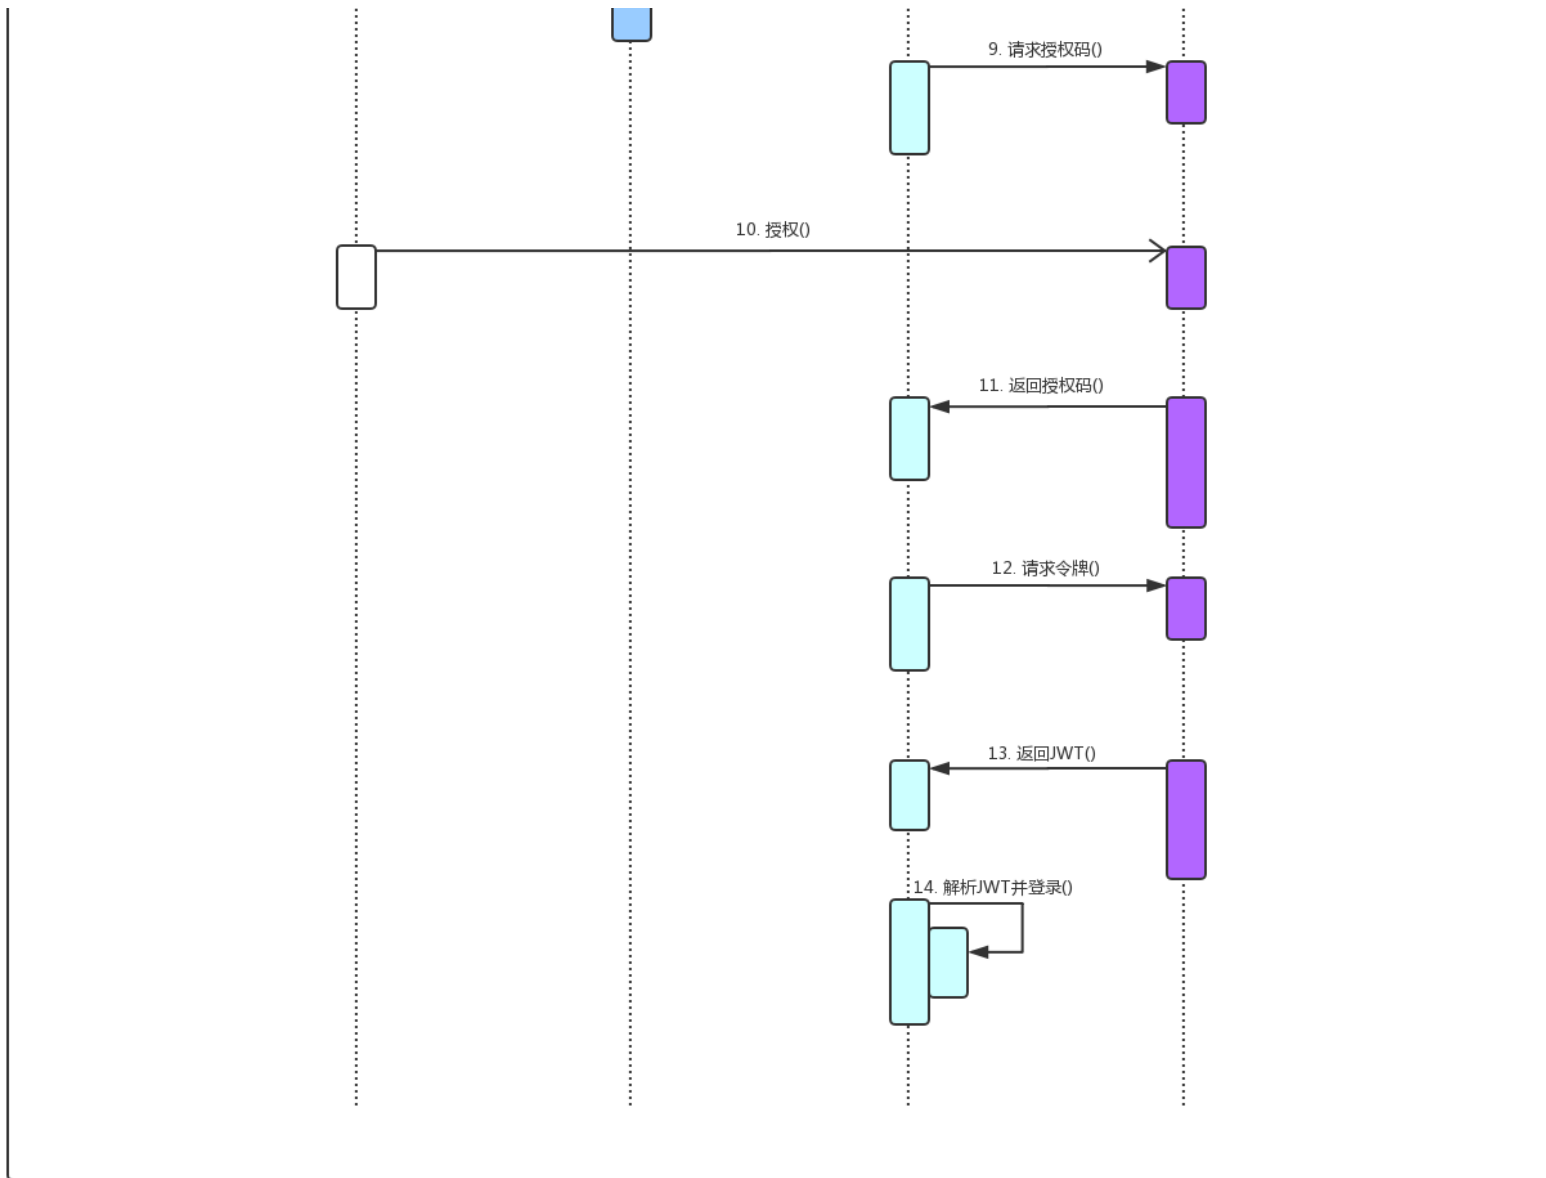 9. 请求授权码()
10. 授权()
11. 返回授权码()
12. 请求令牌()
13. 返回JWT()
14. 解析JWT并登录()